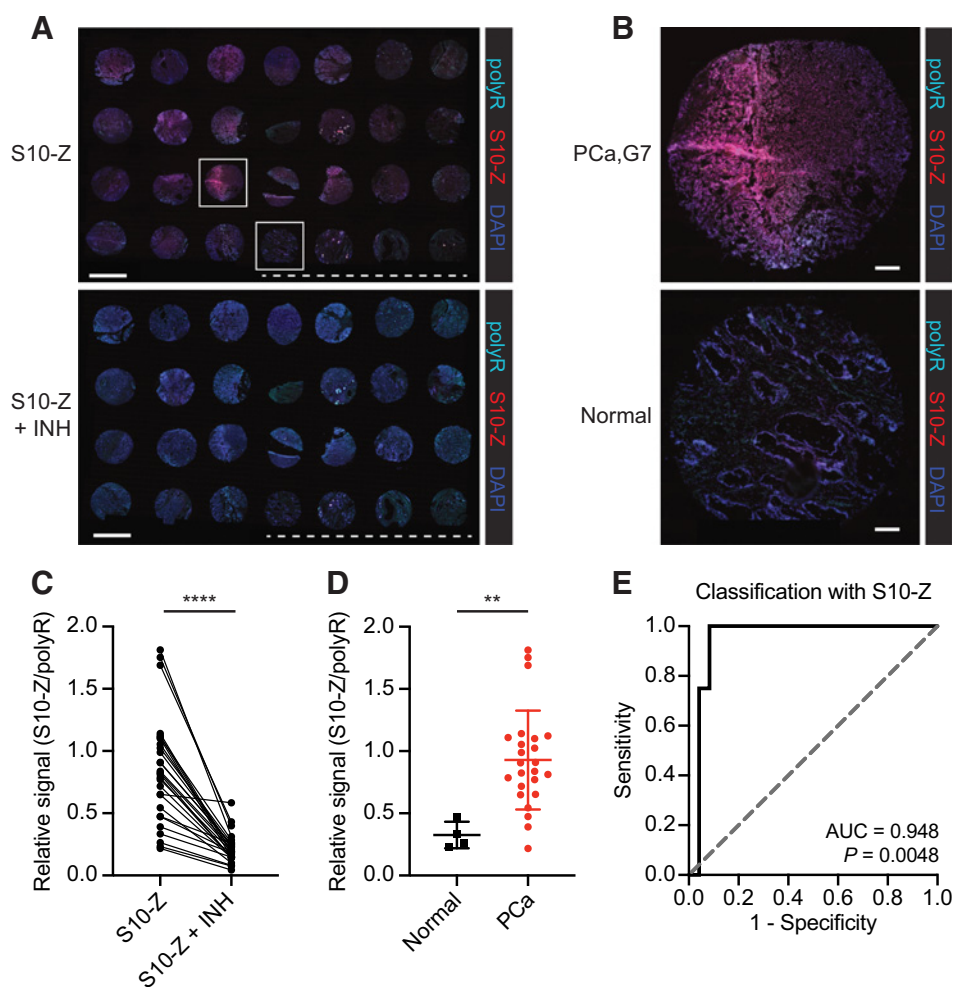 A
B
S10-Z
polyR S10-Z DAPI
PCa,G7
polyR S10-Z DAPI
S10-Z
+ INH
polyR S10-Z DAPI
Normal
polyR S10-Z DAPI
C
D
E
Classification with S10-Z
****
**
Relative signal (S10-Z/polyR)
2.0
1.5
1.0
0.5
0.0
S10-Z
S10-Z + INH
Relative signal (S10-Z/polyR)
2.0
1.5
1.0
0.5
0.0
Normal
PCa
Sensitivity
1.0
0.8
0.6
0.4
0.2
0.0
AUC = 0.948
P = 0.0048
0.0 0.2 0.4 0.6 0.8 1.0
1 - Specificity